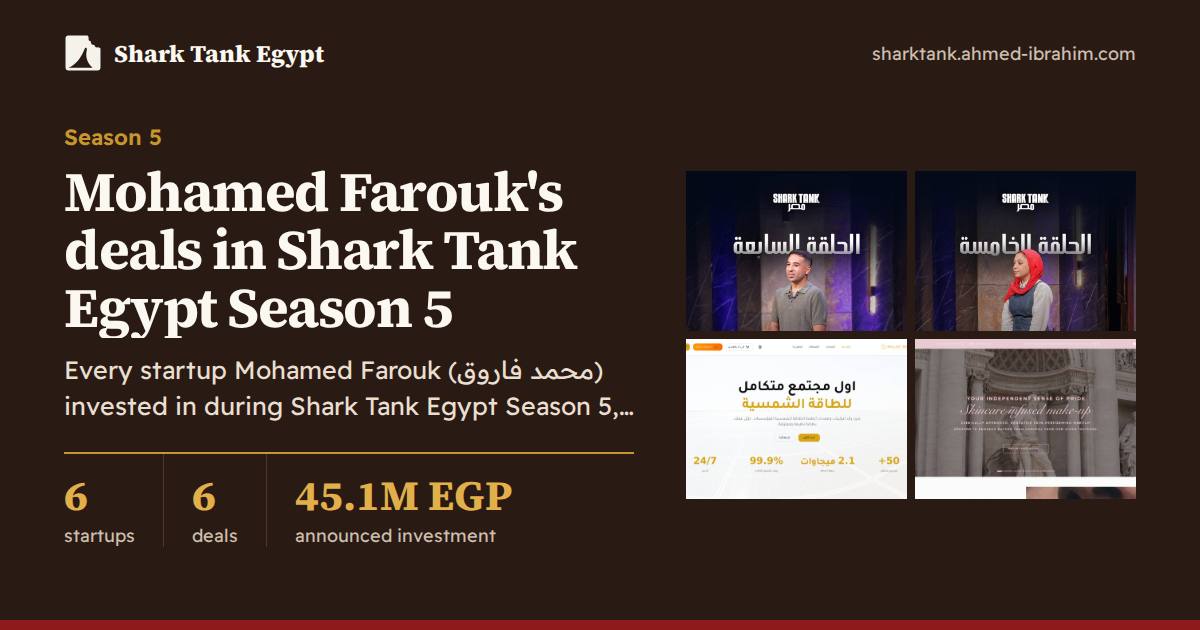 Shark Tank Egypt
sharktank.ahmed-ibrahim.com
Season 5
Mohamed Farouk's
deals in Shark Tank
Egypt Season 5
Every startup Mohamed Farouk (محمد فاروق)
invested in during Shark Tank Egypt Season 5,...
6
startups
6
deals
45.1M EGP
announced investment
SHARK TANK
مصر
الحلقة السابعة
SHARK TANK
مصر
الحلقة الخامسة
اول مجتمع متكامل
للطاقة الشمسية
24/7
99.9%
2.1 ميجاوات
+50
YOUR INDEPENDENT SENSE OF PRIDE
Skincare infused make-up